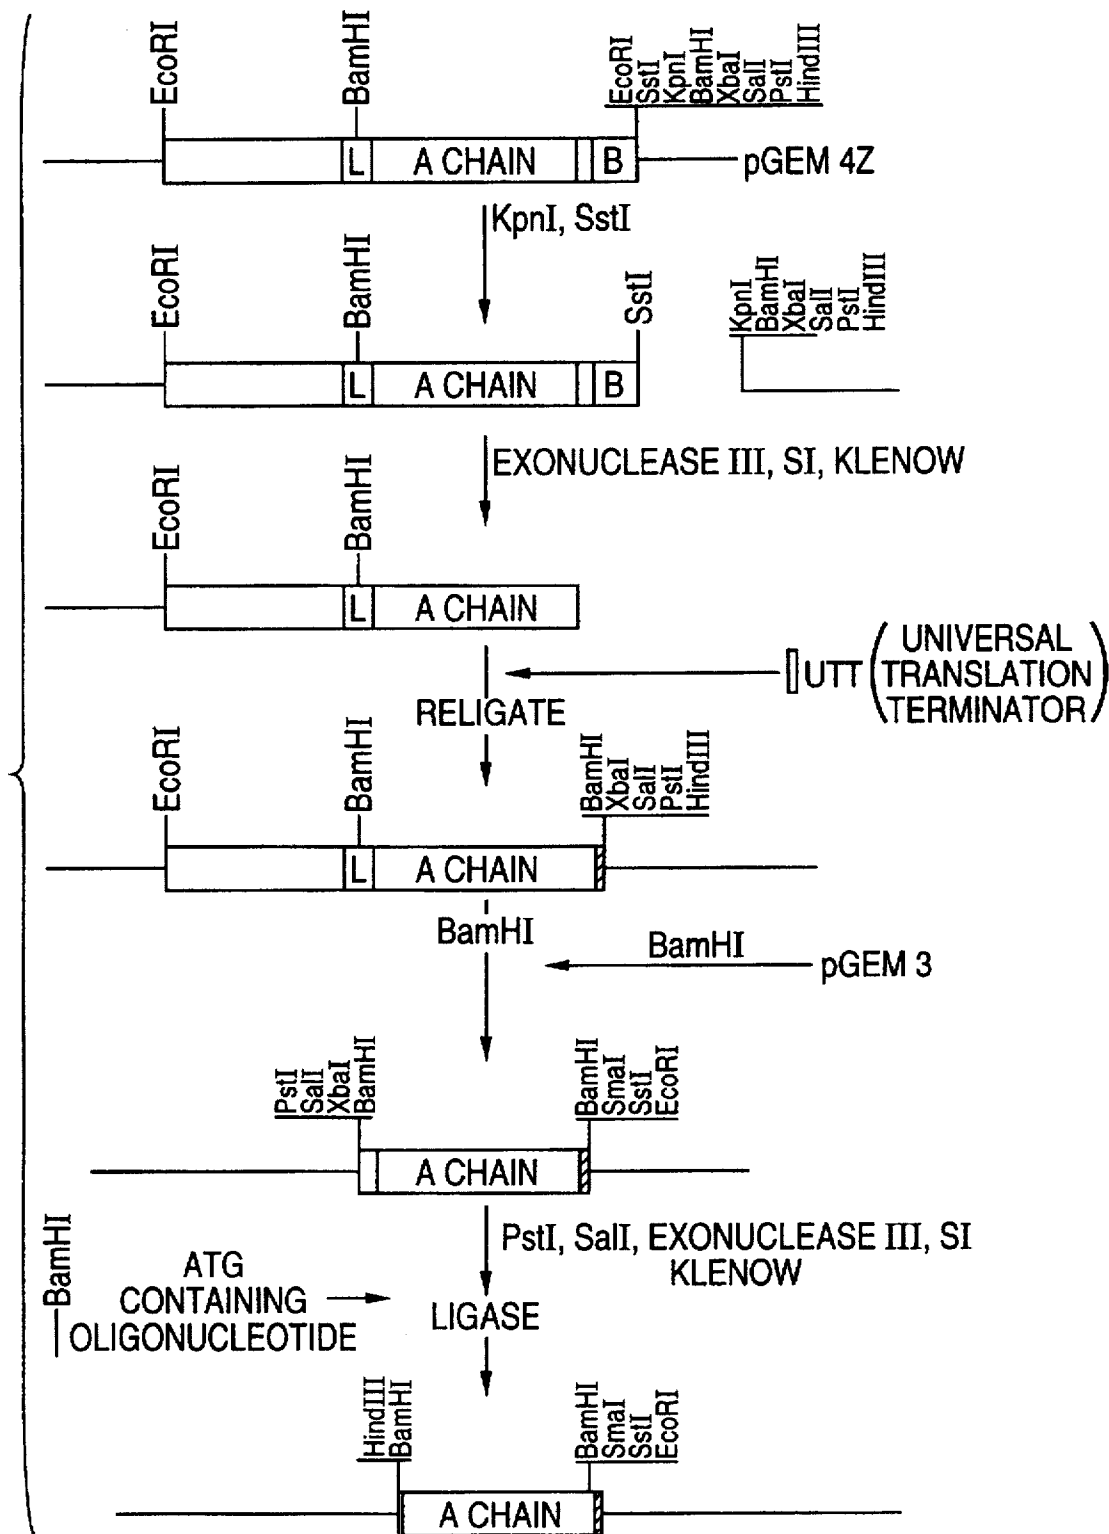 EcoRI
BamHI
EcoRI
SstI
KpnI
BamHI
XbaI
SalI
PstI
HindIII
L
A CHAIN
B
pGEM 4Z
KpnI, SstI
EcoRI
BamHI
SstI
KpnI
BamHI
XbaI
SalI
PstI
HindIII
L
A CHAIN
B
EXONUCLEASE III, SI, KLENOW
EcoRI
BamHI
L
A CHAIN
UTT
UNIVERSAL
TRANSLATION
TERMINATOR
RELIGATE
EcoRI
BamHI
BamHI
XbaI
SalI
PstI
HindIII
L
A CHAIN
BamHI
BamHI
pGEM 3
PstI
SalI
XbaI
BamHI
BamHI
SmaI
SstI
EcoRI
A CHAIN
PstI, SalI, EXONUCLEASE III, SI
KLENOW
BamHI
ATG
CONTAINING
OLIGONUCLEOTIDE
LIGASE
HindIII
BamHI
BamHI
SmaI
SstI
EcoRI
A CHAIN